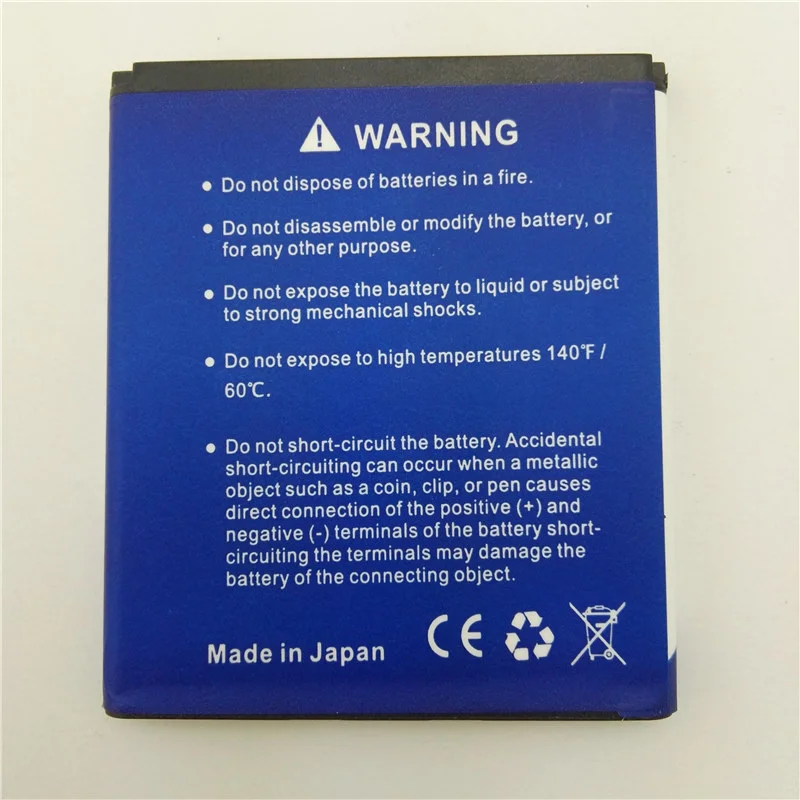 WARNING
• Do not dispose of batteries in a fire.
• Do not disassemble or modify the battery, or
for any other purpose.
• Do not expose the battery to liquid or subject
to strong mechanical shocks.
• Do not expose to high temperatures 140℉ /
60℃.
• Do not short-circuit the battery. Accidental
short-circuiting can occur when a metallic
object such as a coin, clip, or pen causes
direct connection of the positive (+) and
negative (-) terminals of the battery short-
circuiting the terminals may damage the
battery of the connecting object.
Made in Japan CE